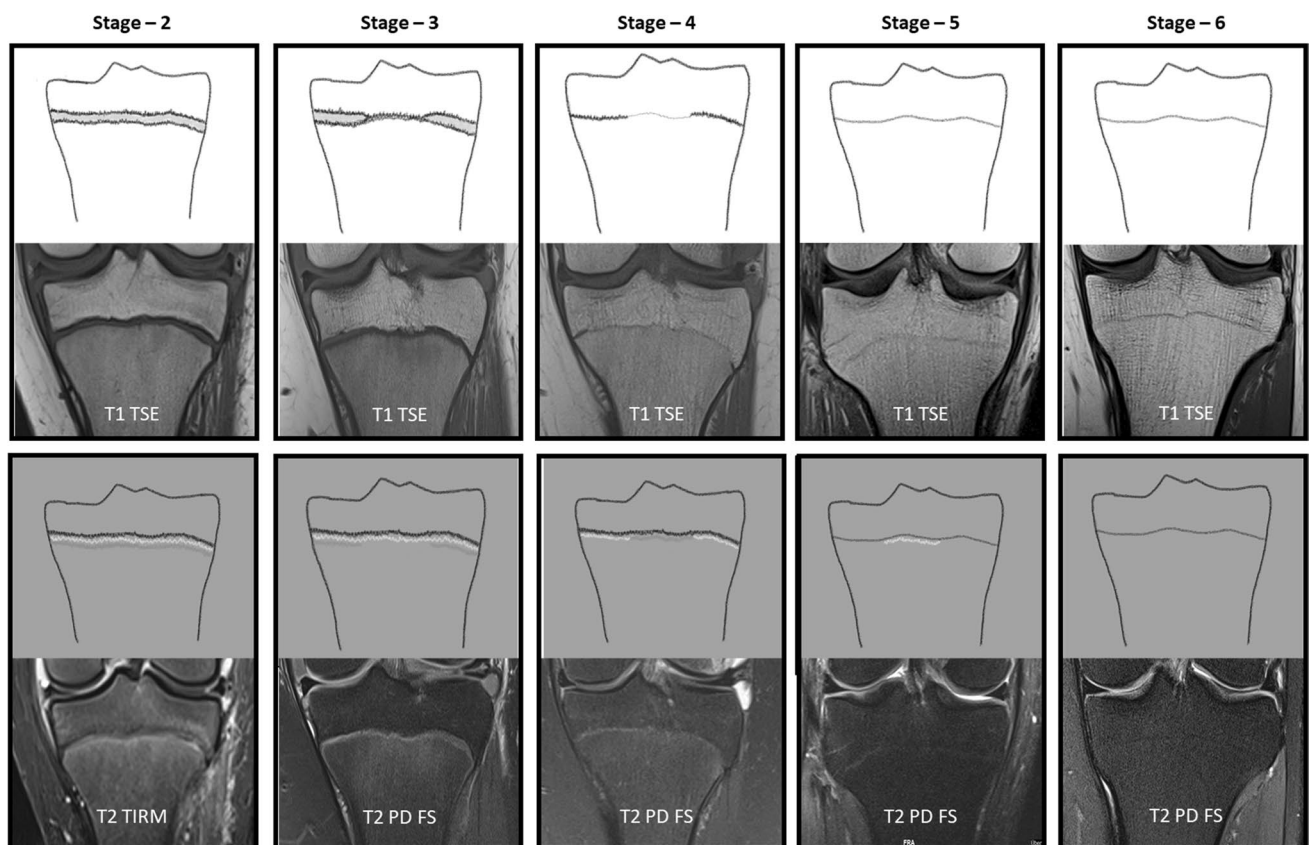 Stage – 2
Stage – 3
Stage – 4
Stage – 5
Stage – 6
T1 TSE
T1 TSE
T1 TSE
T1 TSE
T1 TSE
T2 TIRM
T2 PD FS
T2 PD FS
T2 PD FS
T2 PD FS